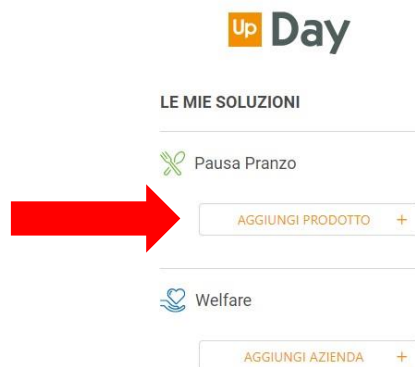 Up Day
LE MIE SOLUZIONI
Pausa Pranzo
AGGIUNGI PRODOTTO +
Welfare
AGGIUNGI AZIENDA +